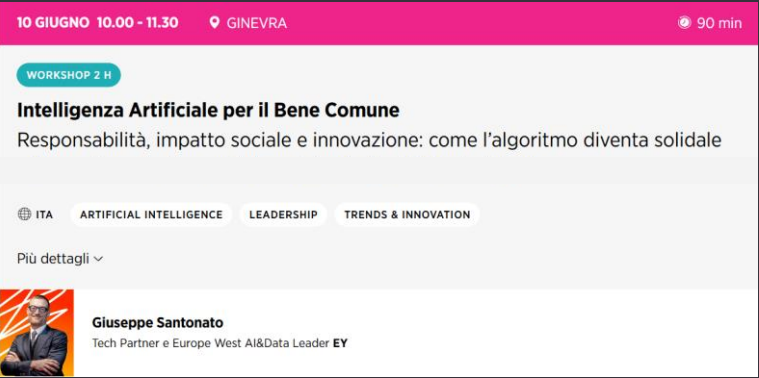 10 GIUGNO 10.00 - 11.30 GINEVRA 90 min
WORKSHOP 2 H
Intelligenza Artificiale per il Bene Comune
Responsabilità, impatto sociale e innovazione: come l’algoritmo diventa solidale
ITA ARTIFICIAL INTELLIGENCE LEADERSHIP TRENDS & INNOVATION
Più dettagli
Giuseppe Santonato
Tech Partner e Europe West AI&Data Leader EY